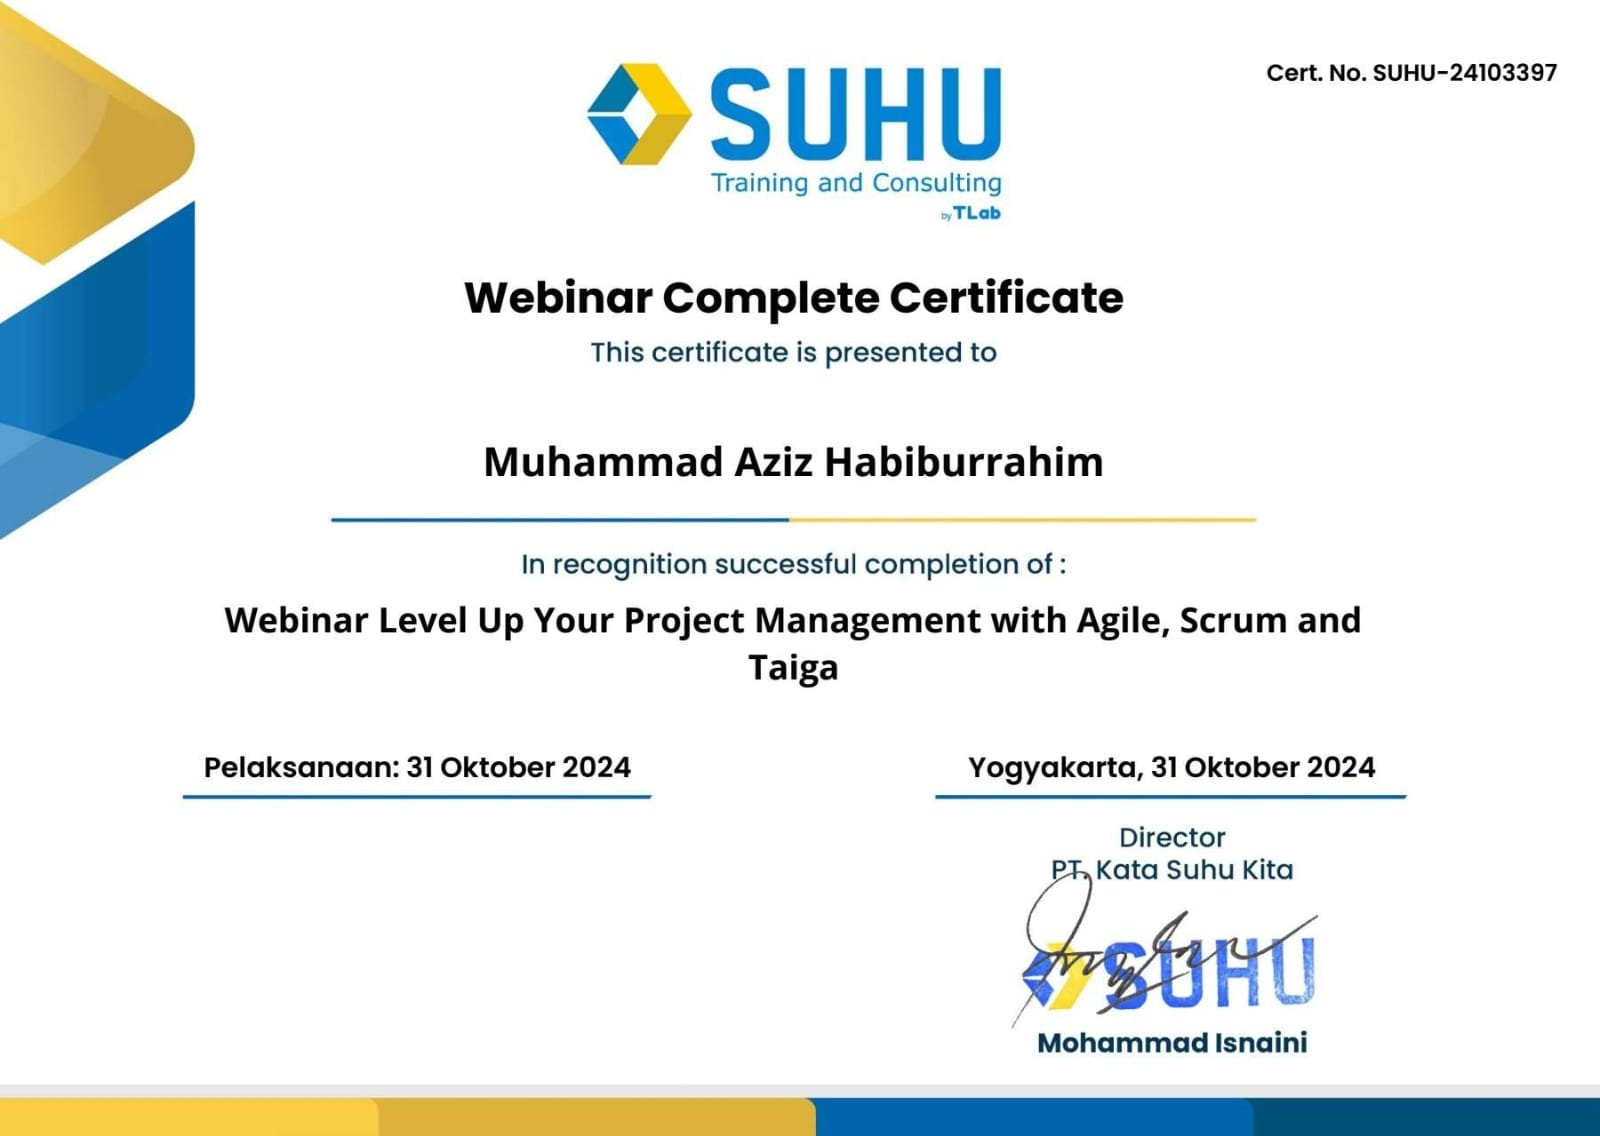 Cert. No. SUHU-24103397
SUHU
Training and Consulting
by TLab
Webinar Complete Certificate
This certificate is presented to
Muhammad Aziz Habiburrahim
In recognition successful completion of :
Webinar Level Up Your Project Management with Agile, Scrum and
Taiga
Pelaksanaan: 31 Oktober 2024
Yogyakarta, 31 Oktober 2024
Director
PT. Kata Suhu Kita
SUHU
Mohammad Isnaini